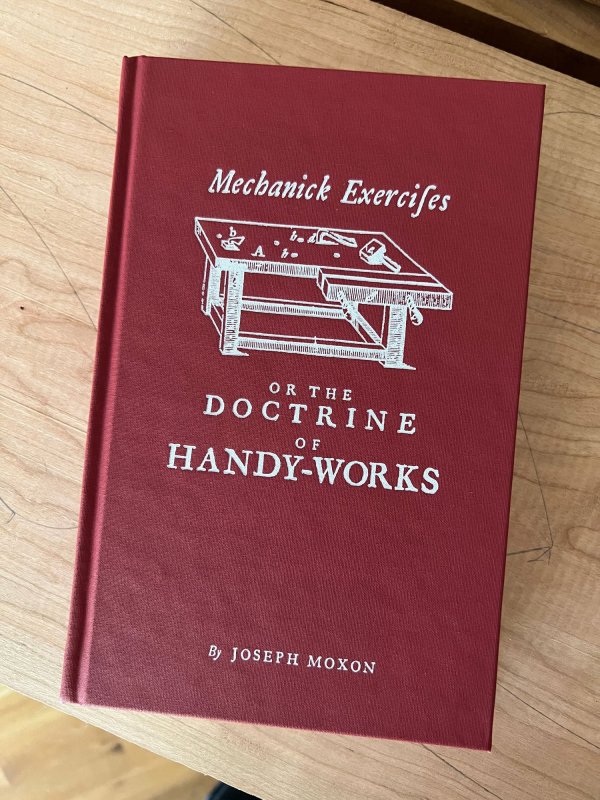 Mechanick Exerciſes
b
b
d
A
b
OR THE
DOCTRINE
OF
HANDY-WORKS
By JOSEPH MOXON